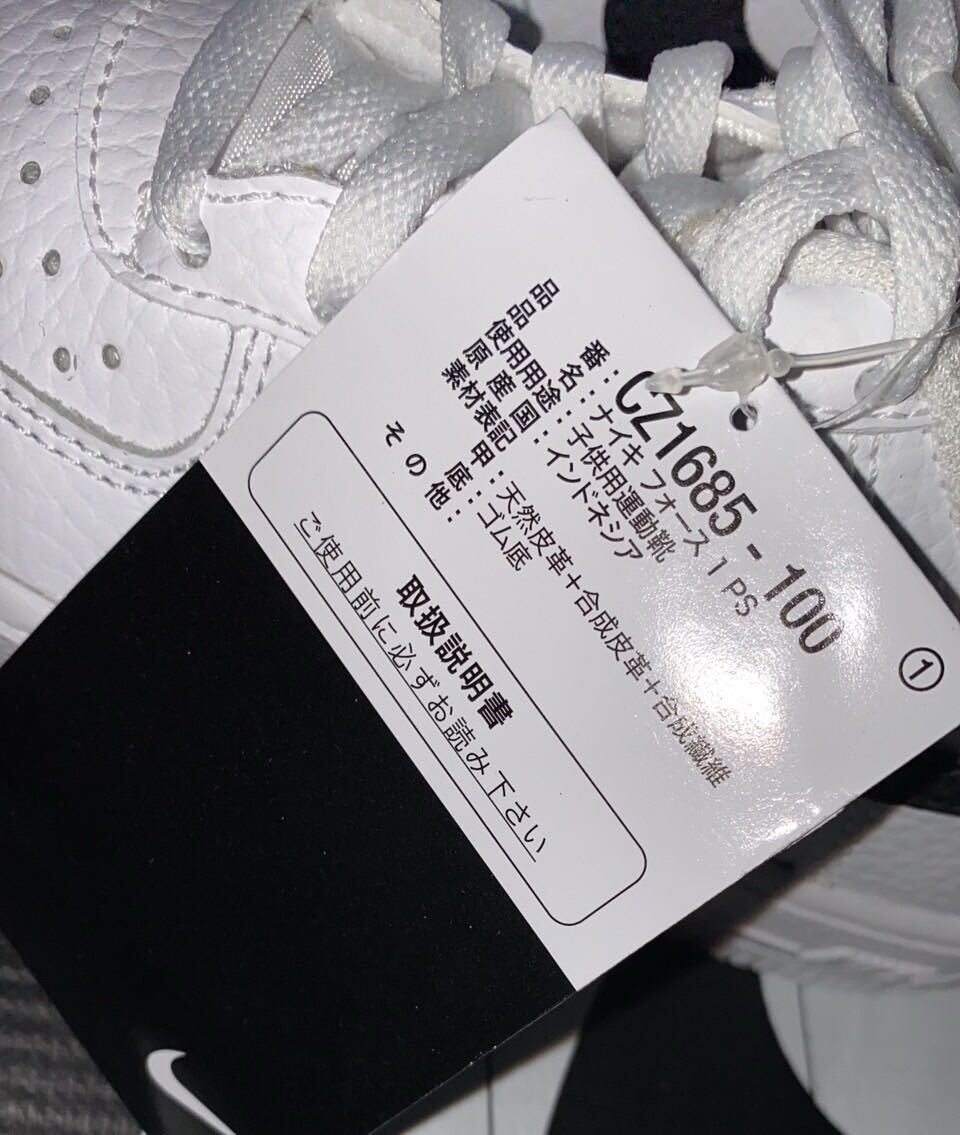 品番：CZ1685-100
品名：ナイキ フォース 1 PS
使用用途：子供用運動靴
原産国：インドネシア
素材表記 甲：天然皮革＋合成皮革＋合成繊維
底：ゴム底
その他：
①
取扱説明書
ご使用前に必ずお読み下さい